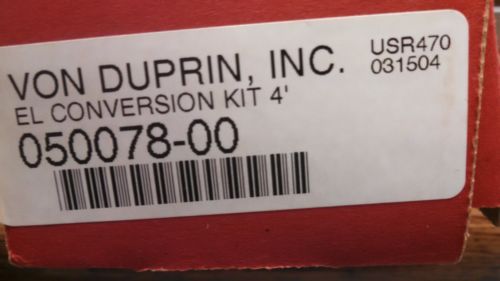 VON DUPRIN, INC.
USR470
031504
EL CONVERSION KIT 4'
050078-00